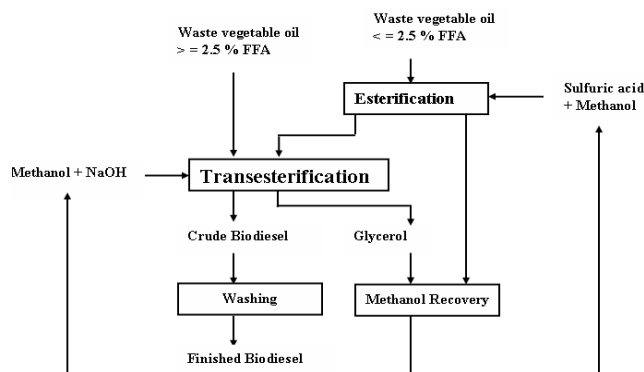 Waste vegetable oil
> = 2.5 % FFA
Waste vegetable oil
< = 2.5 % FFA
Esterification
Sulfuric acid
+ Methanol
Methanol + NaOH
Transesterification
Crude Biodiesel
Glycerol
Washing
Methanol Recovery
Finished Biodiesel